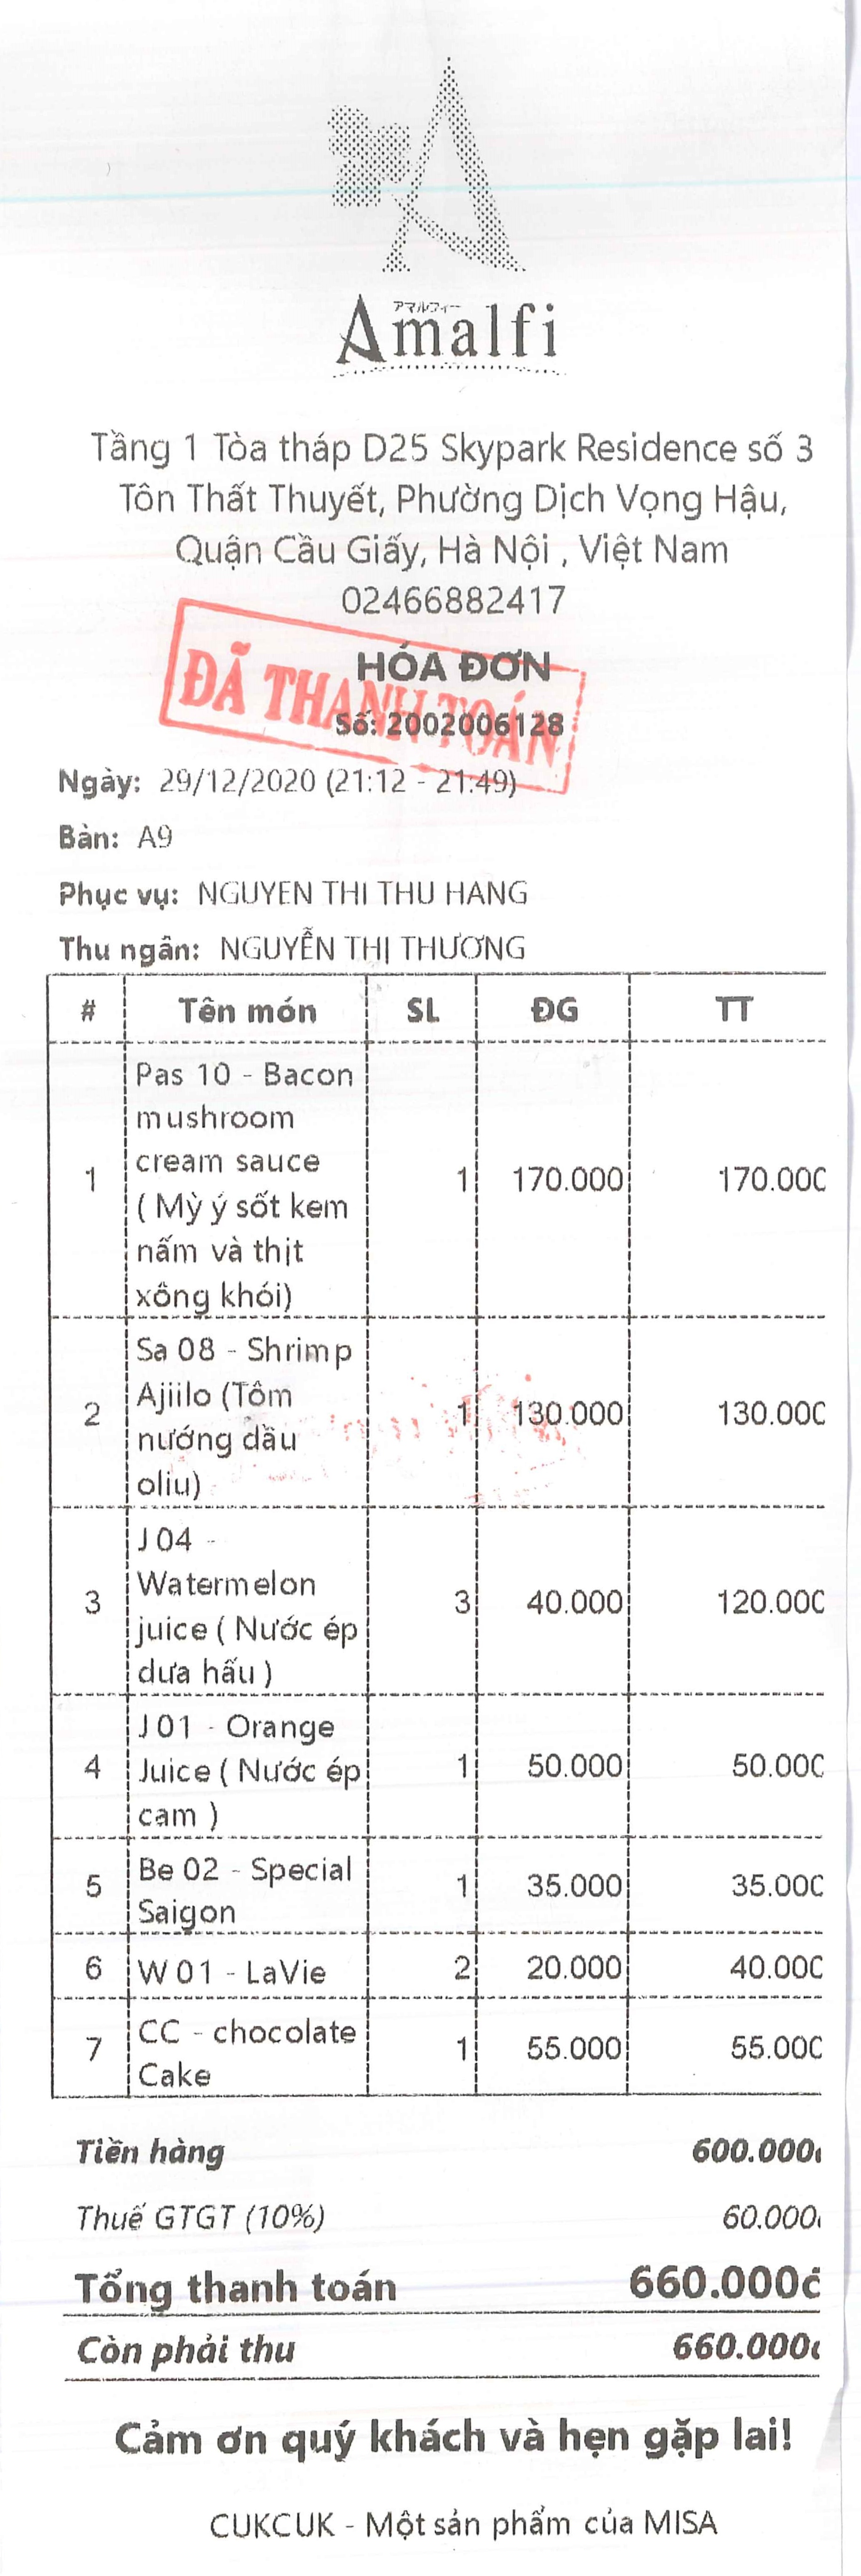 アマルフィー
Amalfi
Tầng 1 Tòa tháp D25 Skypark Residence số 3
Tôn Thất Thuyết, Phường Dịch Vọng Hậu,
Quận Cầu Giấy, Hà Nội , Việt Nam
02466882417
HÓA ĐƠN
ĐÃ THANH TOÁN
Số: 2002006128
Ngày: 29/12/2020 (21:12 - 21:49)
Bàn: A9
Phục vụ: NGUYEN THI THU HANG
Thu ngân: NGUYỄN THỊ THƯƠNG
# Tên món SL ĐG TT
Pas 10 - Bacon
mushroom
cream sauce
1 1 170.000 170.000
( Mỳ ý sốt kem
nấm và thịt
xông khói)
Sa 08 - Shrimp
Ajiilo (Tôm
2 1 130.000 130.000
nướng dầu
oliu)
J 04 -
Watermelon
3 3 40.000 120.000
juice ( Nước ép
dưa hấu )
J 01 - Orange
4 Juice ( Nước ép 1 50.000 50.000
cam )
Be 02 - Special
5 1 35.000 35.000
Saigon
6 W 01 - LaVie 2 20.000 40.000
CC - chocolate
7 1 55.000 55.000
Cake
Tiền hàng 600.000
Thuế GTGT (10%) 60.000
Tổng thanh toán 660.000đ
Còn phải thu 660.000
Cảm ơn quý khách và hẹn gặp lại!
CUKCUK - Một sản phẩm của MISA